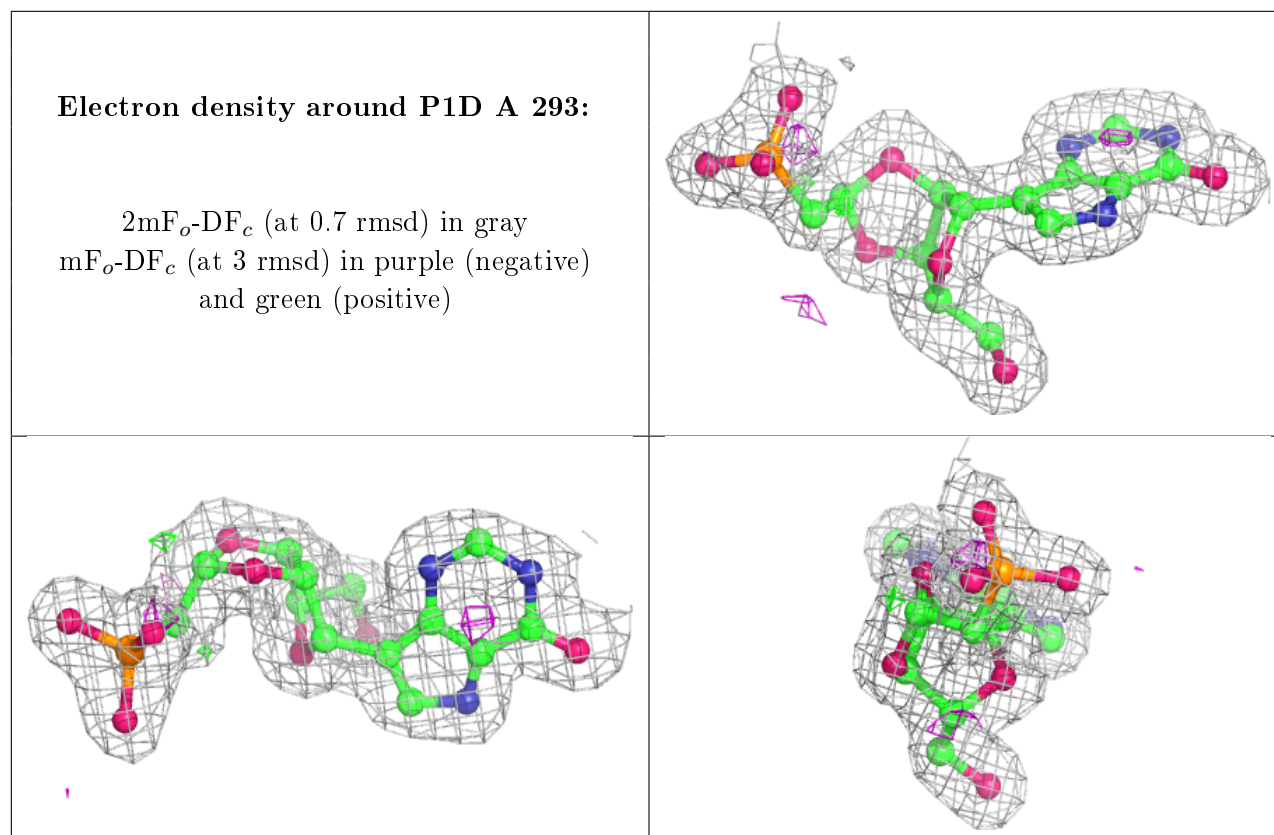 Electron density around P1D A 293:
2mFo-DFc (at 0.7 rmsd) in gray
mFo-DFc (at 3 rmsd) in purple (negative)
and green (positive)